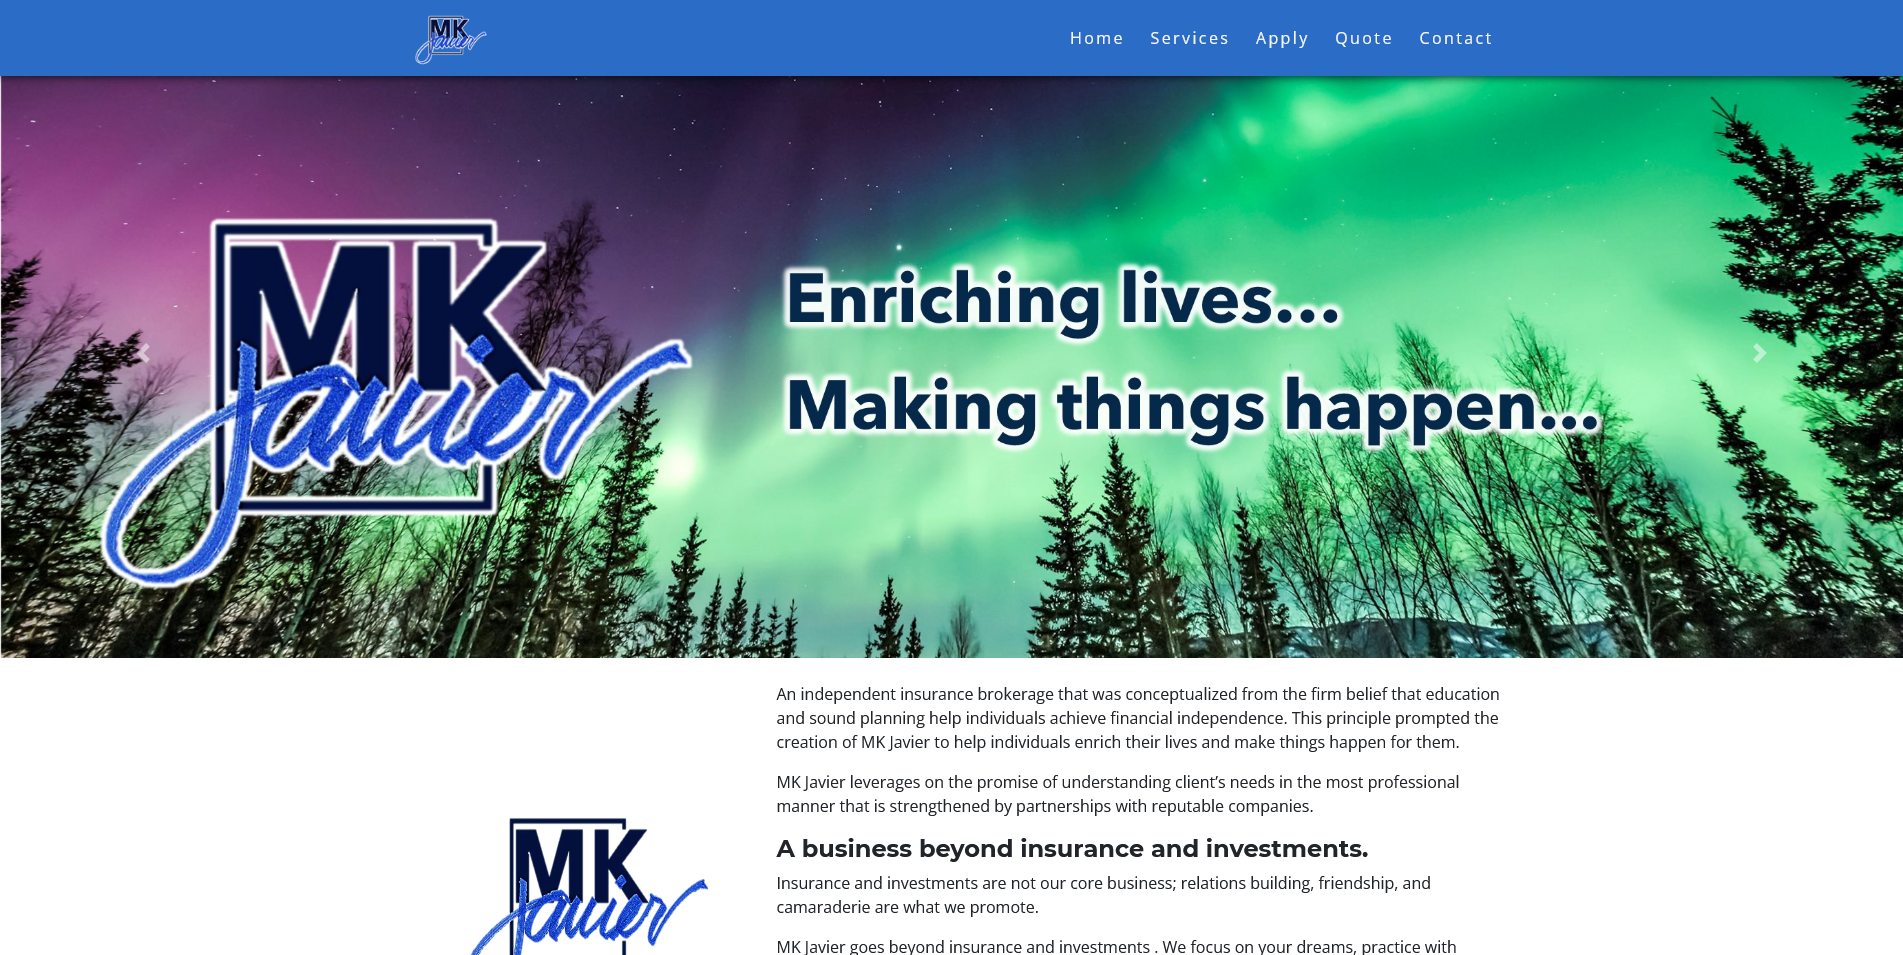 MK
Javier
Home Services Apply Quote Contact
MK
Javier
Enriching lives...
Making things happen...
An independent insurance brokerage that was conceptualized from the firm belief that education
and sound planning help individuals achieve financial independence. This principle prompted the
creation of MK Javier to help individuals enrich their lives and make things happen for them.
MK Javier leverages on the promise of understanding client’s needs in the most professional
manner that is strengthened by partnerships with reputable companies.
MK
Javier
A business beyond insurance and investments.
Insurance and investments are not our core business; relations building, friendship, and
camaraderie are what we promote.
MK Javier goes beyond insurance and investments . We focus on your dreams, practice with